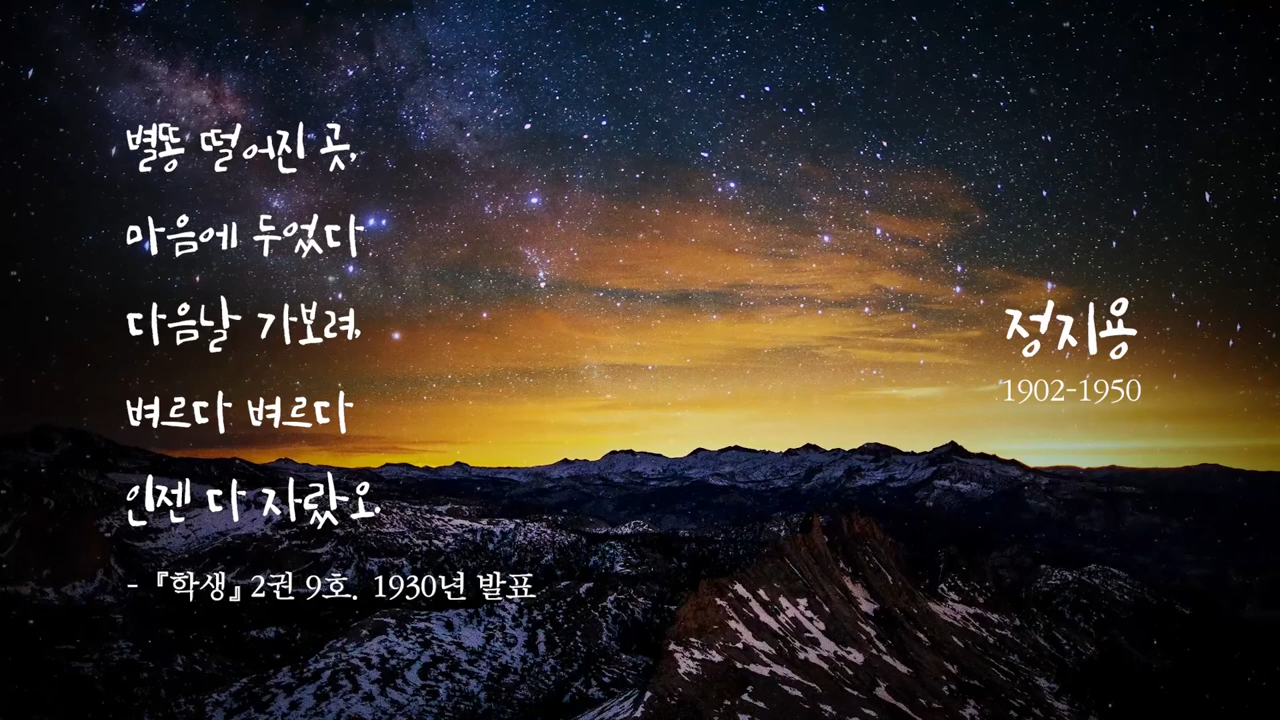 별똥 떨어진 곳,
마음에 두었다
다음날 가보려,
벼르다 벼르다
인젠 다 자랐오.
- 『학생』 2권 9호. 1930년 발표
정지용
1902-1950